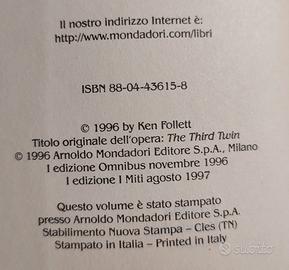 Il nostro indirizzo Internet è:
http://www.mondadori.com/libri
ISBN 88-04-43615-8
© 1996 by Ken Follett
Titolo originale dell'opera: The Third Twin
© 1996 Arnoldo Mondadori Editore S.p.A., Milano
I edizione Omnibus novembre 1996
I edizione I Miti agosto 1997
Questo volume è stato stampato
presso Arnoldo Mondadori Editore S.p.A.
Stabilimento Nuova Stampa - Cles (TN)
Stampato in Italia - Printed in Italy
subito